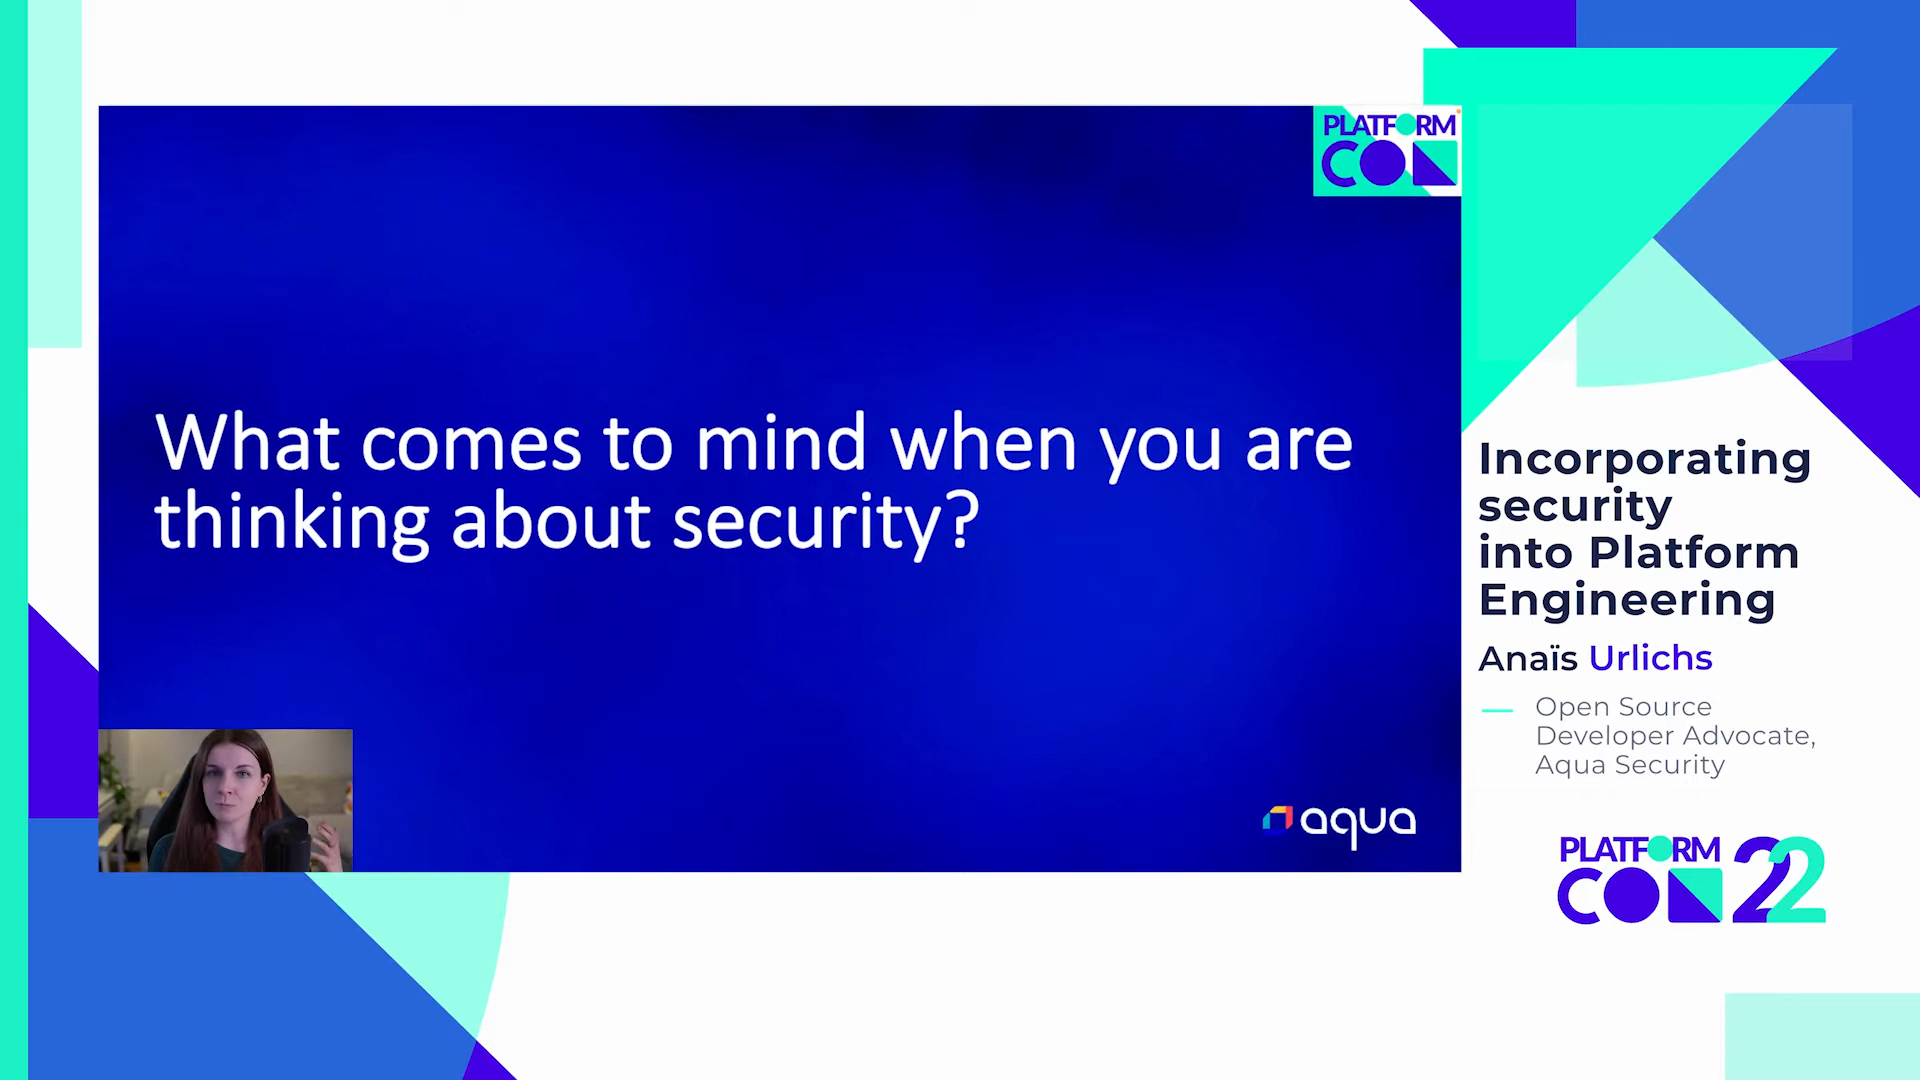 PLATFORM
CON
What comes to mind when you are
thinking about security?
aqua
Incorporating
security
into Platform
Engineering
Anaïs Urlichs
Open Source
Developer Advocate,
Aqua Security
PLATFORM
CON 22